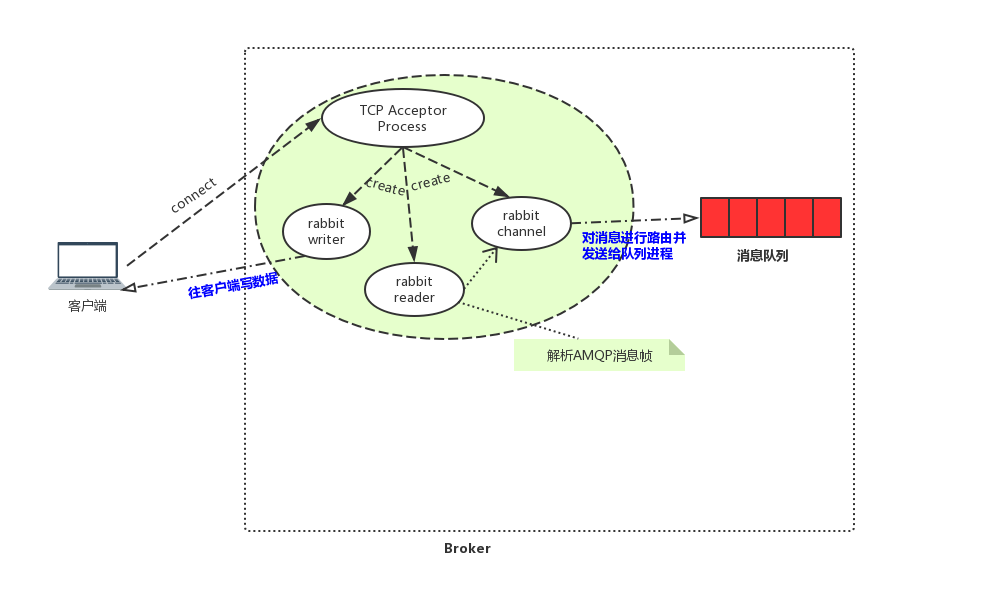 TCP Acceptor
Process
connect
create
create
rabbit
writer
rabbit
channel
rabbit
reader
对消息进行路由并
发送给队列进程
消息队列
往客户端写数据
客户端
解析AMQP消息帧
Broker